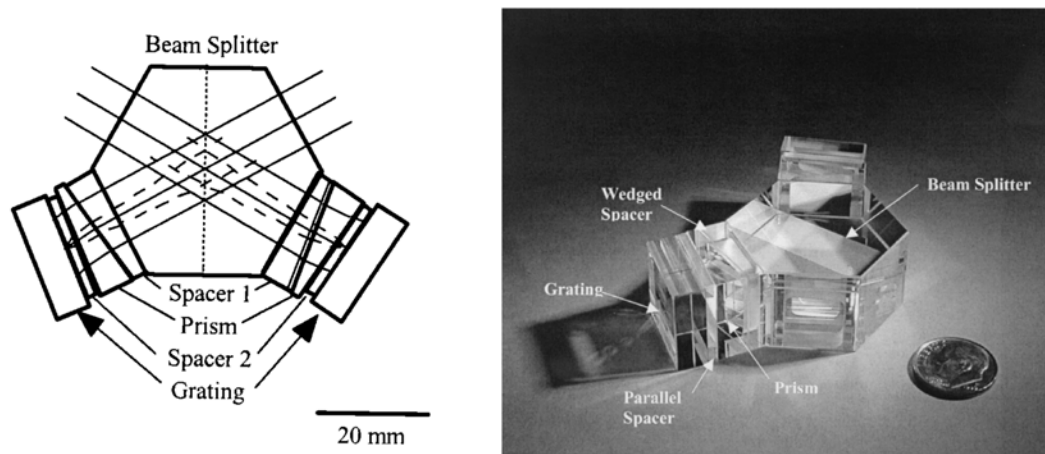 Beam Splitter
Spacer 1
Prism
Spacer 2
Grating
20 mm
Wedged
Spacer
Beam Splitter
Grating
Prism
Parallel
Spacer